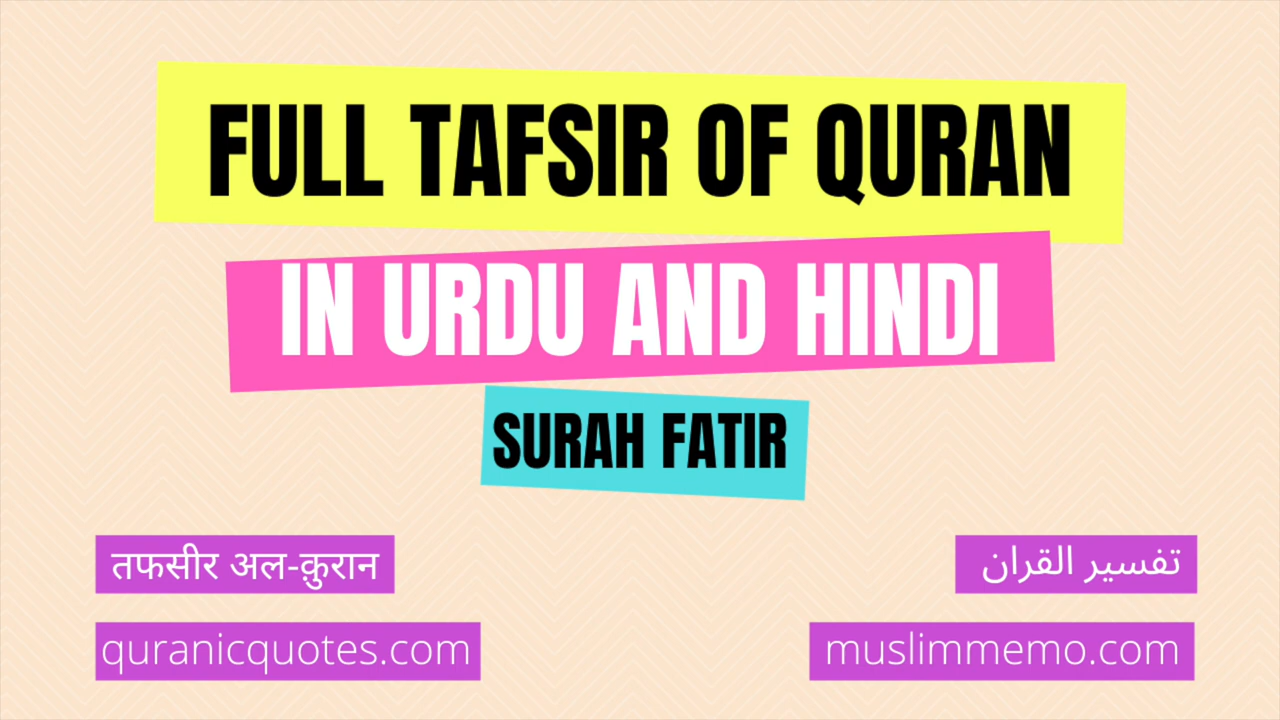 FULL TAFSIR OF QURAN
IN URDU AND HINDI
SURAH FATIR
तफसीर अल-क़ुरान
تفسير القران
quranicquotes.com
muslimmemo.com